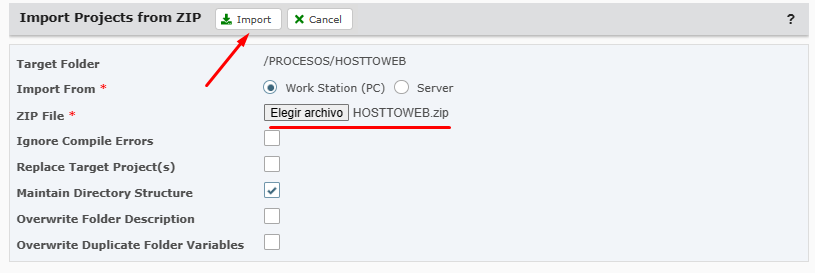 Import Projects from ZIP Import Cancel ?
Target Folder /PROCESOS/HOSTTOWEB
Import From * Work Station (PC) Server
ZIP File * Elegir archivo HOSTTOWEB.zip
Ignore Compile Errors
Replace Target Project(s)
Maintain Directory Structure
Overwrite Folder Description
Overwrite Duplicate Folder Variables